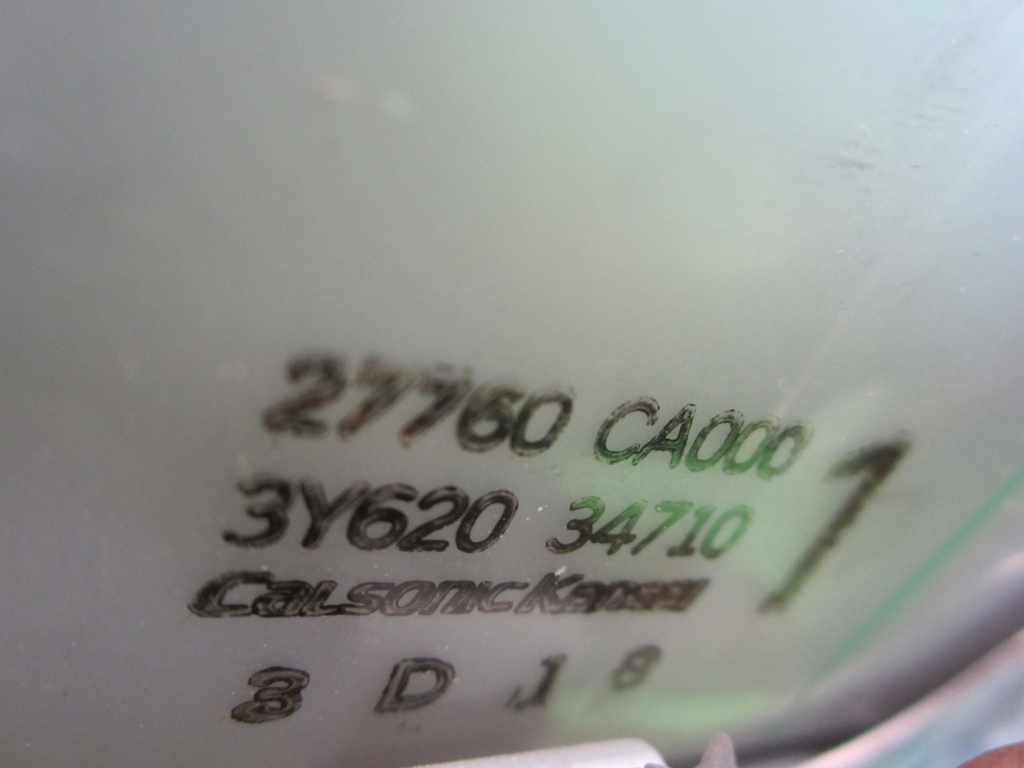 27760 CA000
3Y620 34710 1
CalsonicKansei
3 D J 8